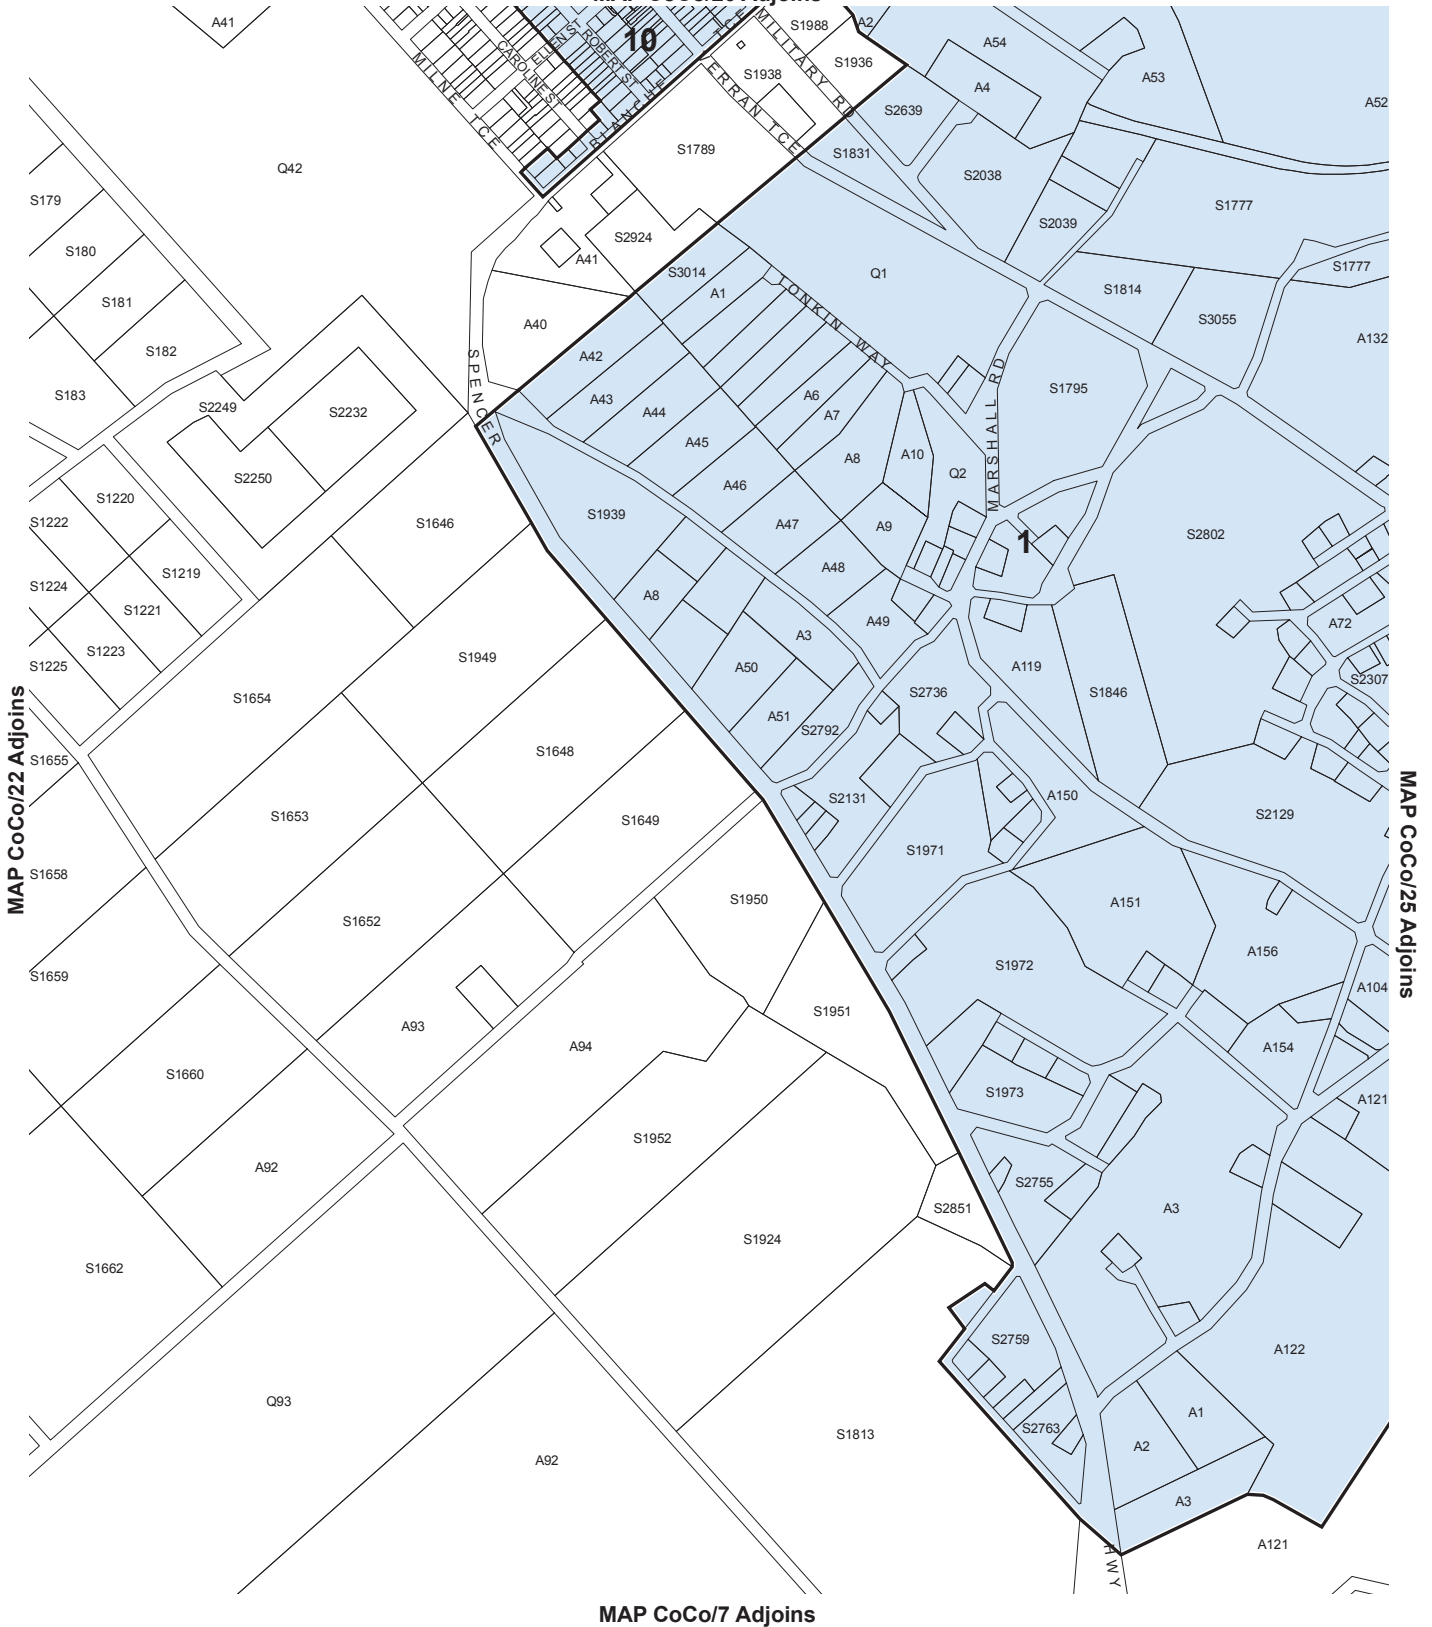 A41
10
S1988
A2
A54
S1936
S1938
A53
A4
A52
MILNE TCE
CAROLINE ST
ELLEN ST
ROBERT ST
BLANCHE TCE
MILITARY RD
ERRAN TCE
S2639
S1831
S1789
Q42
S2038
S179
S2039
S1777
S180
S2924
A41
S3014
Q1
S1777
A1
TONKIN WAY
S1814
S181
S3055
A40
S182
A42
A132
SPENCER
MARSHALL RD
S183
S2249
S2232
A43
A6
A44
A7
S1795
A45
A8
A10
Q2
S2250
A46
S1220
S1222
S1646
S1939
A47
A9
1
S2802
S1219
A48
S1224
S1221
A8
A49
A72
A3
S1223
S1225
S1949
A50
A119
S2307
S1654
S2736
S1846
A51
S2792
MAP CoCo/22 Adjoins
S1655
S1648
S2131
A150
S1653
S1649
S2129
MAP CoCo/25 Adjoins
S1971
S1658
S1950
A151
S1652
A156
S1972
S1659
A104
S1951
A93
A94
A154
S1660
S1973
A121
S1952
A92
S2755
S2851
A3
S1924
S1662
S2759
A122
Q93
A1
S2763
S1813
A2
A92
A3
A121
HWY
MAP CoCo/7 Adjoins